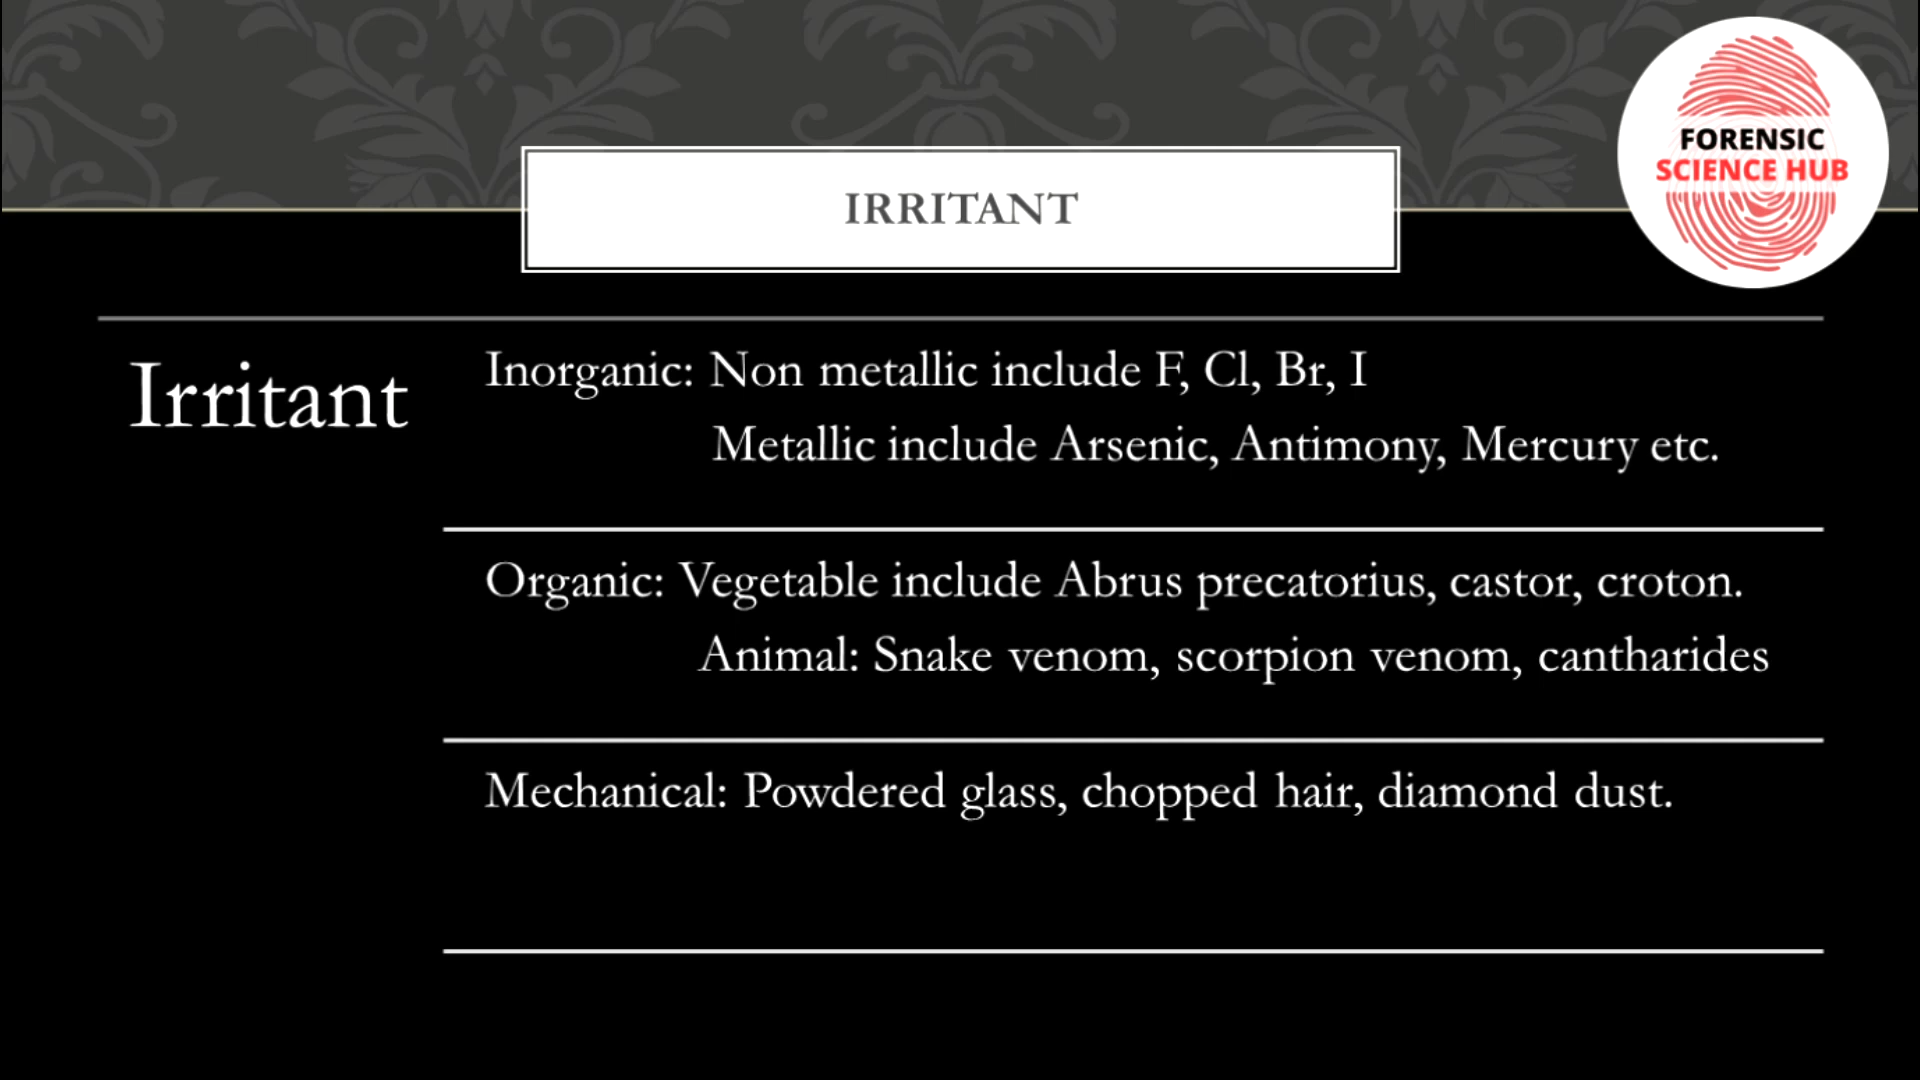 FORENSIC
SCIENCE HUB
IRRITANT
Irritant
Inorganic: Non metallic include F, Cl, Br, I
Metallic include Arsenic, Antimony, Mercury etc.
Organic: Vegetable include Abrus precatorius, castor, croton.
Animal: Snake venom, scorpion venom, cantharides
Mechanical: Powdered glass, chopped hair, diamond dust.